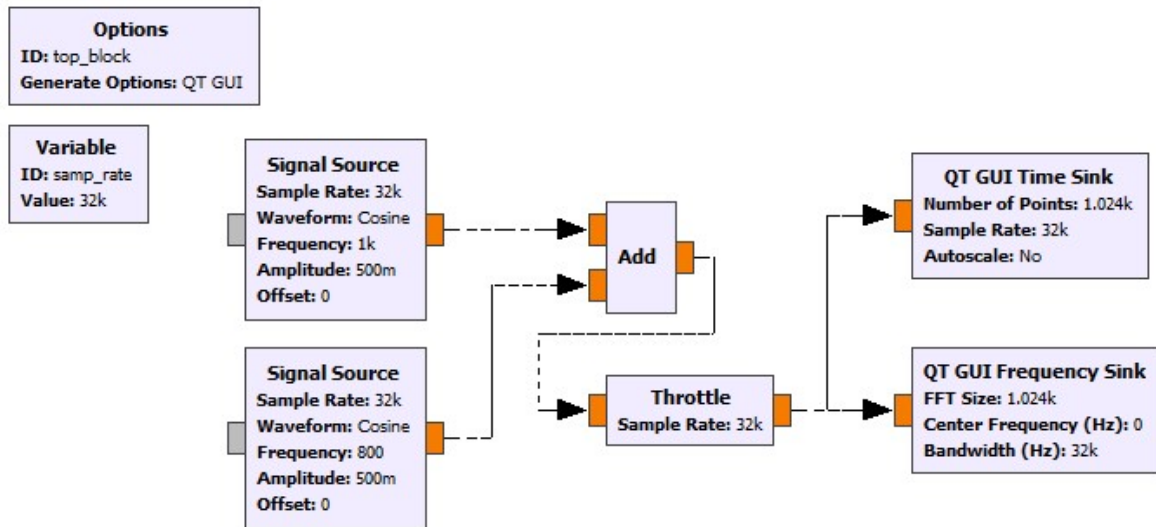 Options
ID: top_block
Generate Options: QT GUI
Variable
ID: samp_rate
Value: 32k
Signal Source
Sample Rate: 32k
Waveform: Cosine
Frequency: 1k
Amplitude: 500m
Offset: 0
Signal Source
Sample Rate: 32k
Waveform: Cosine
Frequency: 800
Amplitude: 500m
Offset: 0
Add
Throttle
Sample Rate: 32k
QT GUI Time Sink
Number of Points: 1.024k
Sample Rate: 32k
Autoscale: No
QT GUI Frequency Sink
FFT Size: 1.024k
Center Frequency (Hz): 0
Bandwidth (Hz): 32k